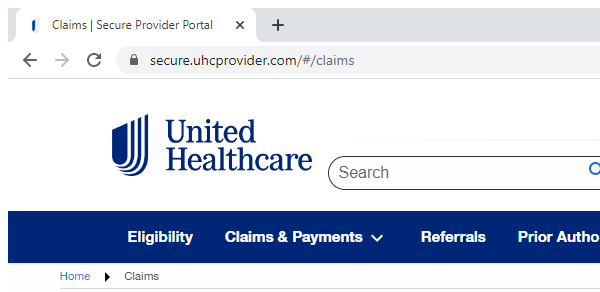 Claims | Secure Provider Portal
secure.uhcprovider.com/#/claims
United
Healthcare
Search
Eligibility Claims & Payments Referrals Prior Autho
Home Claims